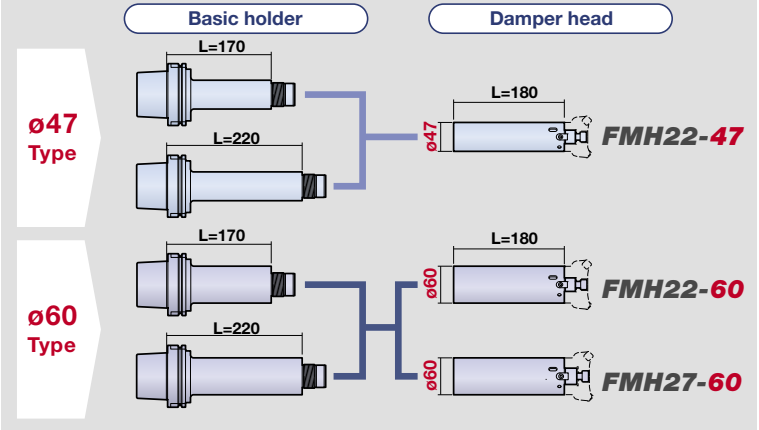 Basic holder
Damper head
ø47
Type
L=170
L=220
L=180
ø47
FMH22-47
ø60
Type
L=170
L=220
L=180
ø60
FMH22-60
ø60
FMH27-60